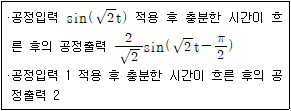 ·공정입력 sin(√2t) 적용 후 충분한 시간이 흐
른 후의 공정출력 2/√2 sin(√2t-π/2)
·공정입력 1 적용 후 충분한 시간이 흐른 후의 공
정출력 2